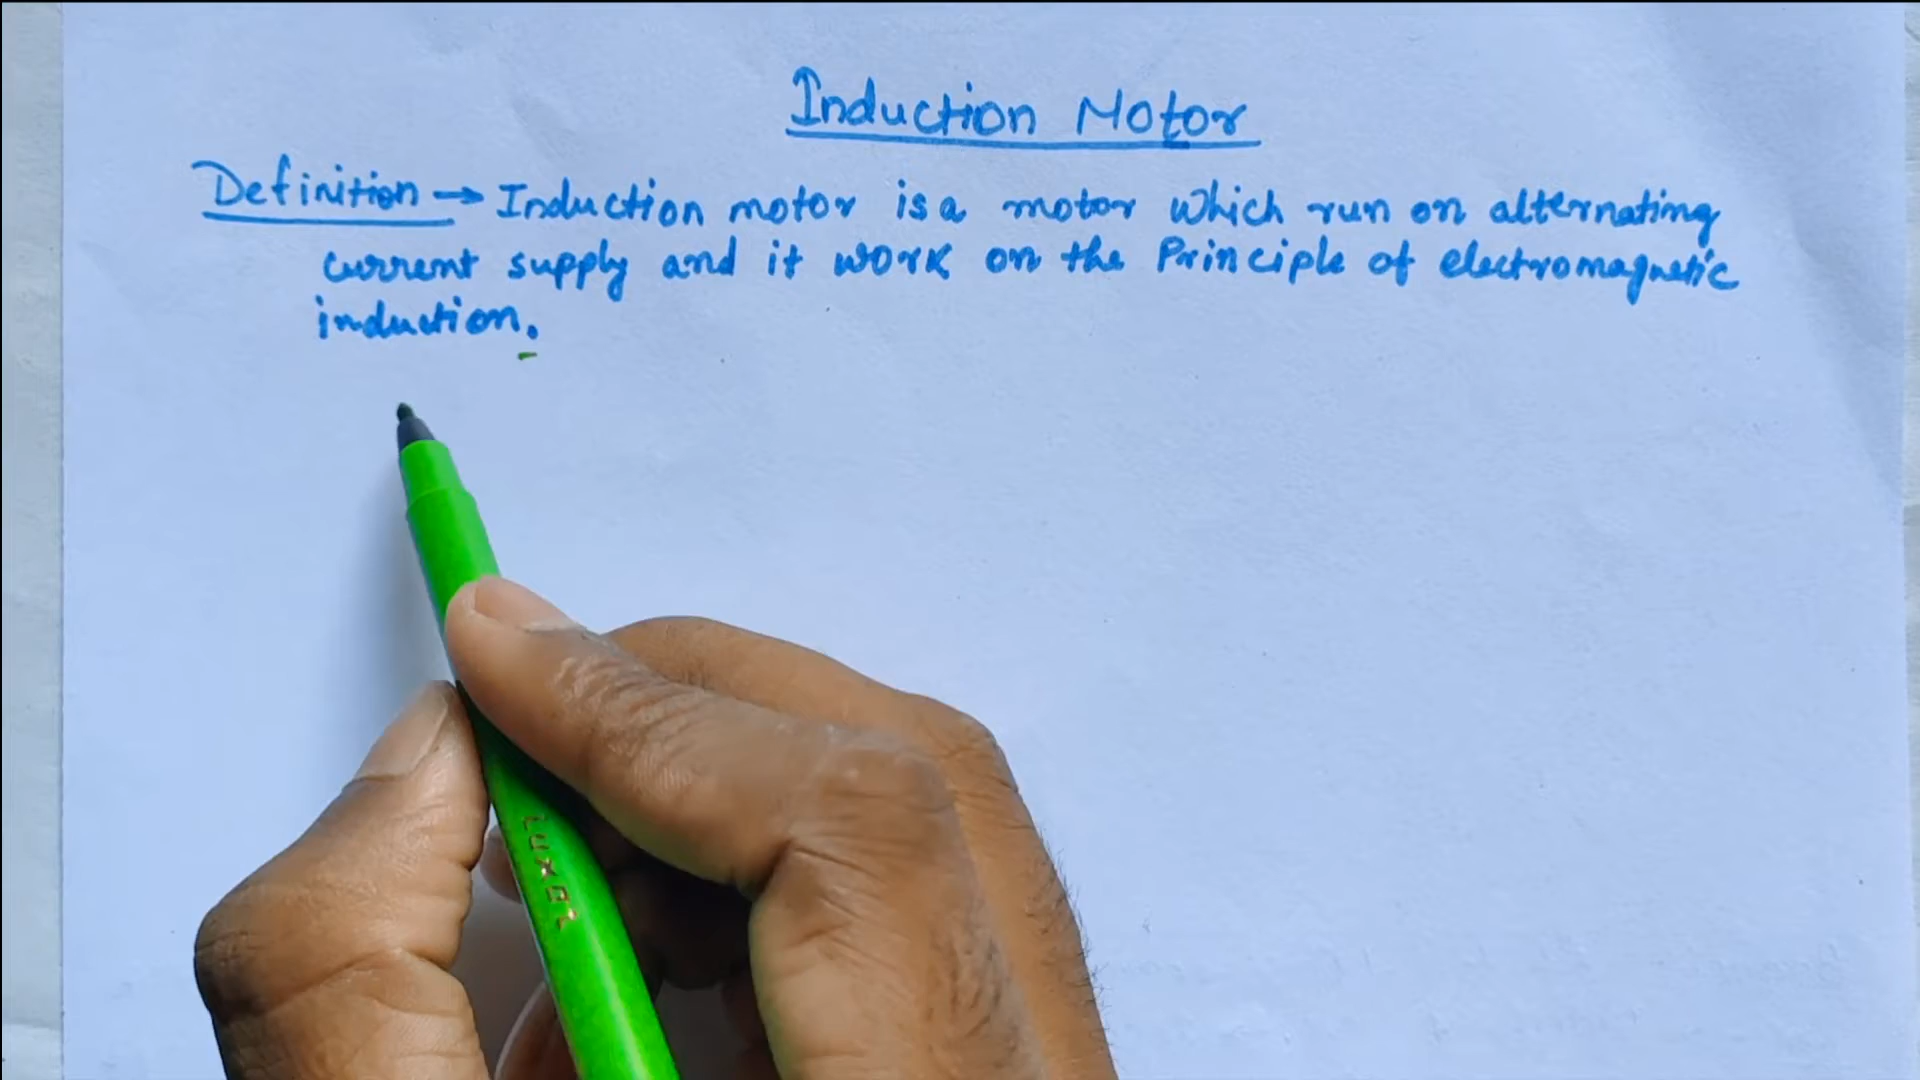 Induction Motor
Definition → Induction motor is a motor which run on alternating
current supply and it work on the Principle of electromagnetic
induction.
LUXOR